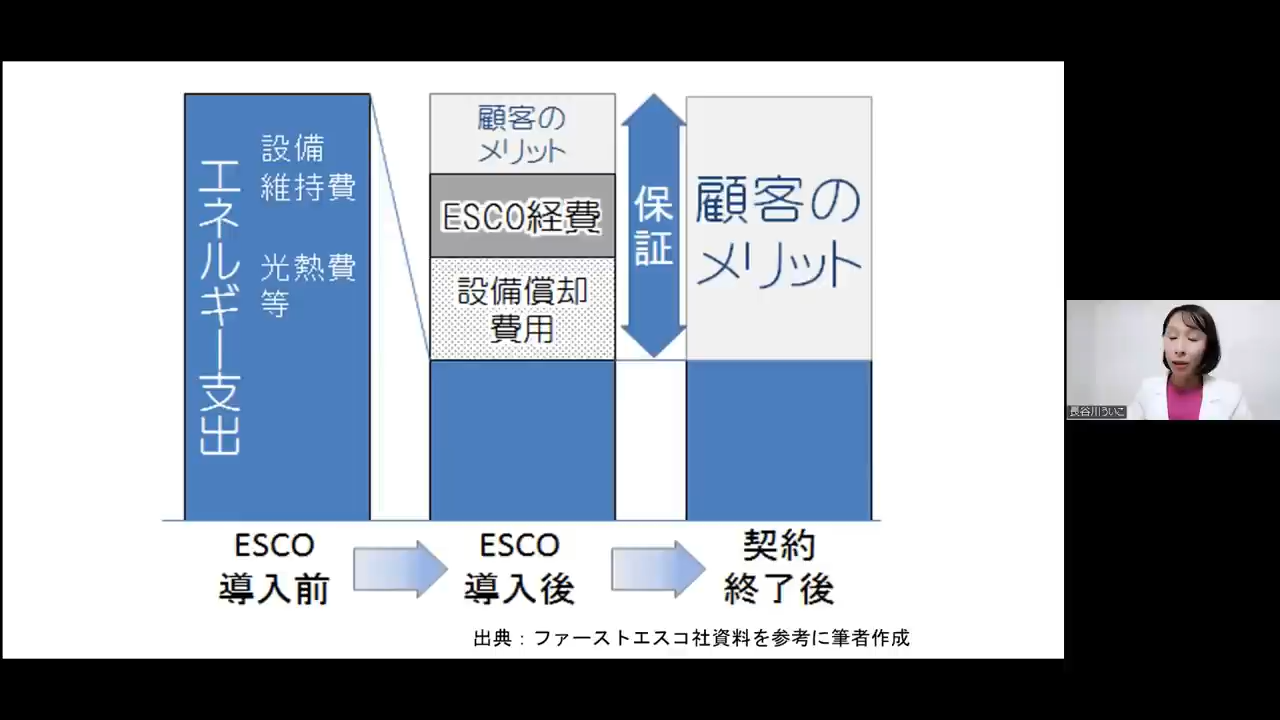 エネルギー支出
設備
維持費
光熱費
等
顧客の
メリット
ESCO経費
設備償却
費用
保証
顧客の
メリット
ESCO
導入前
ESCO
導入後
契約
終了後
出典：ファーストエスコ社資料を参考に筆者作成
長谷川ういこ